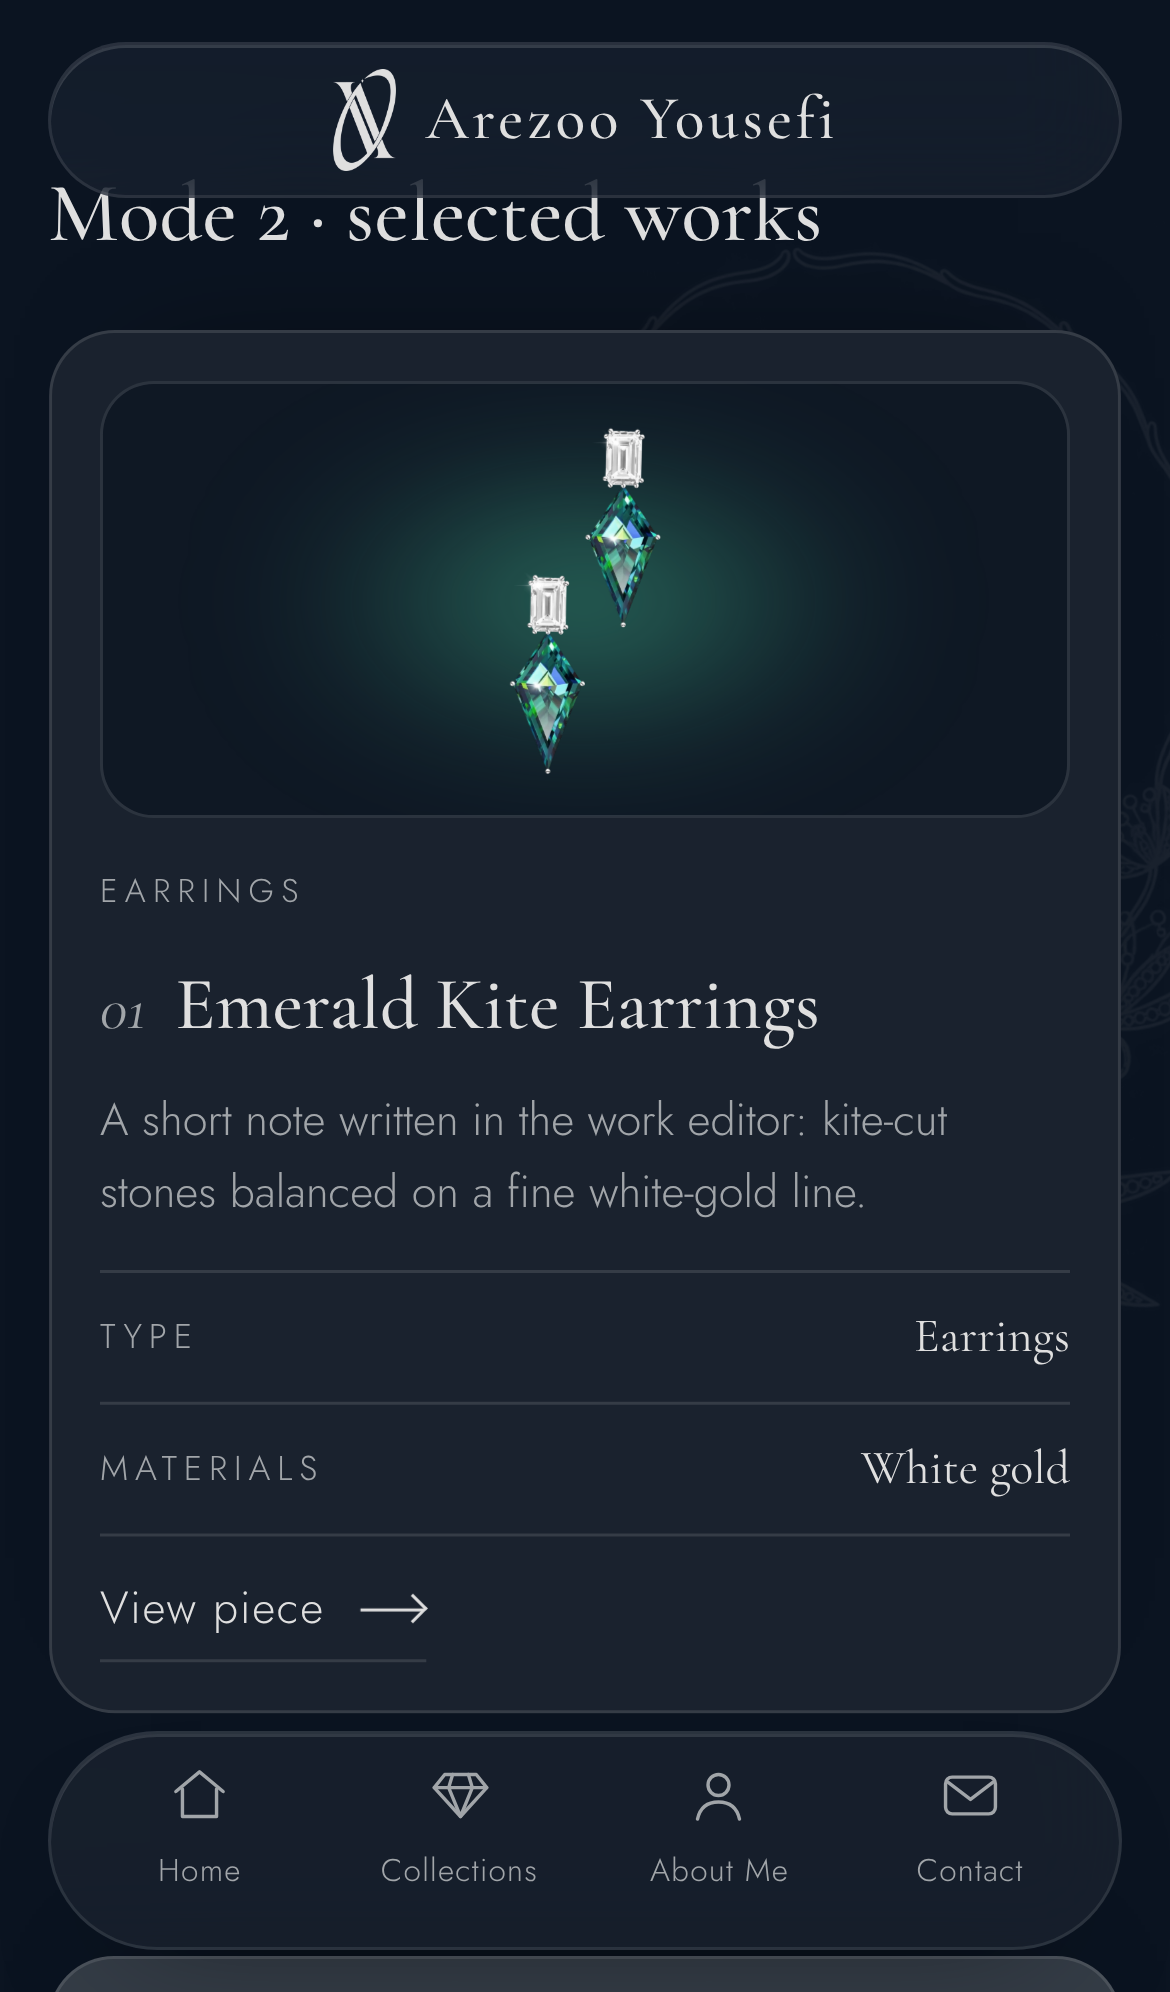 Arezoo Yousefi
Mode 2 · selected works
EARRINGS
01 Emerald Kite Earrings
A short note written in the work editor: kite-cut
stones balanced on a fine white-gold line.
TYPE Earrings
MATERIALS White gold
View piece
Home Collections About Me Contact